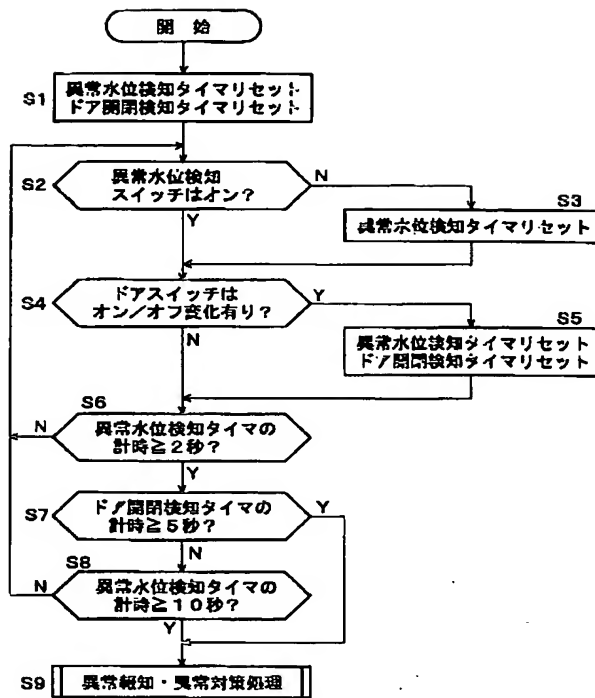 開 始
S1
異常水位検知タイマリセット
ドア開閉検知タイマリセット
S2
異常水位検知
スイッチはオン?
N
Y
S3
異常水位検知タイマリセット
S4
ドアスイッチは
オン/オフ変化有り?
Y
N
S5
異常水位検知タイマリセット
ドア開閉検知タイマリセット
S6
異常水位検知タイマの
計時≧2秒?
N
Y
S7
ドア開閉検知タイマの
計時≧5秒?
Y
N
S8
異常水位検知タイマの
計時≧10秒?
N
Y
S9
異常報知・異常対策処理